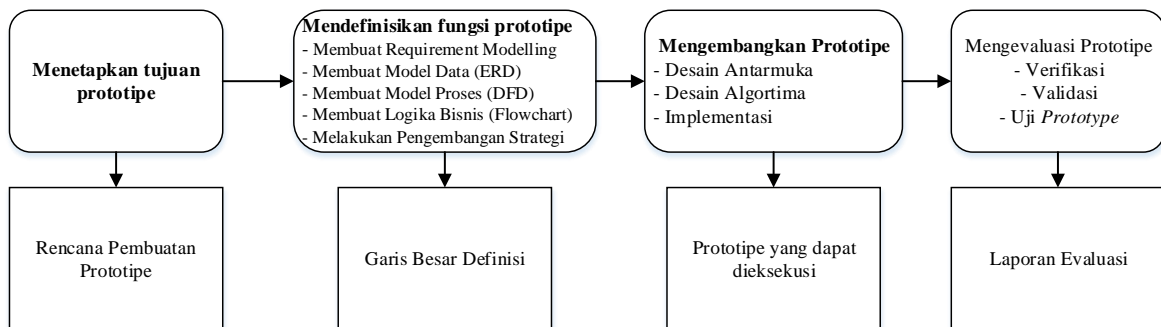 Menetapkan tujuan
prototipe
Mendefinisikan fungsi prototipe
- Membuat Requirement Modelling
- Membuat Model Data (ERD)
- Membuat Model Proses (DFD)
- Membuat Logika Bisnis (Flowchart)
- Melakukan Pengembangan Strategi
Mengembangkan Prototipe
- Desain Antarmuka
- Desain Algortima
- Implementasi
Mengevaluasi Prototipe
- Verifikasi
- Validasi
- Uji Prototype
Rencana Pembuatan
Prototipe
Garis Besar Definisi
Prototipe yang dapat
dieksekusi
Laporan Evaluasi